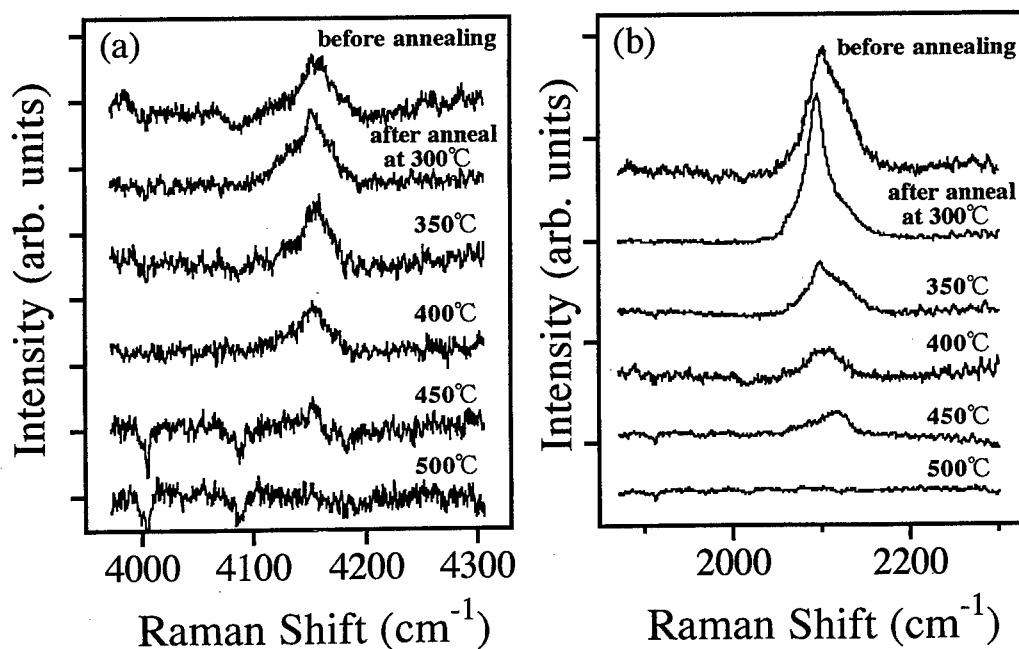 (a)
before annealing
after anneal
at 300℃
350℃
400℃
450℃
500℃
4000 4100 4200 4300
Raman Shift (cm-1)
Intensity (arb. units)
(b)
before annealing
after anneal
at 300℃
350℃
400℃
450℃
500℃
2000 2200
Raman Shift (cm-1)
Intensity (arb. units)